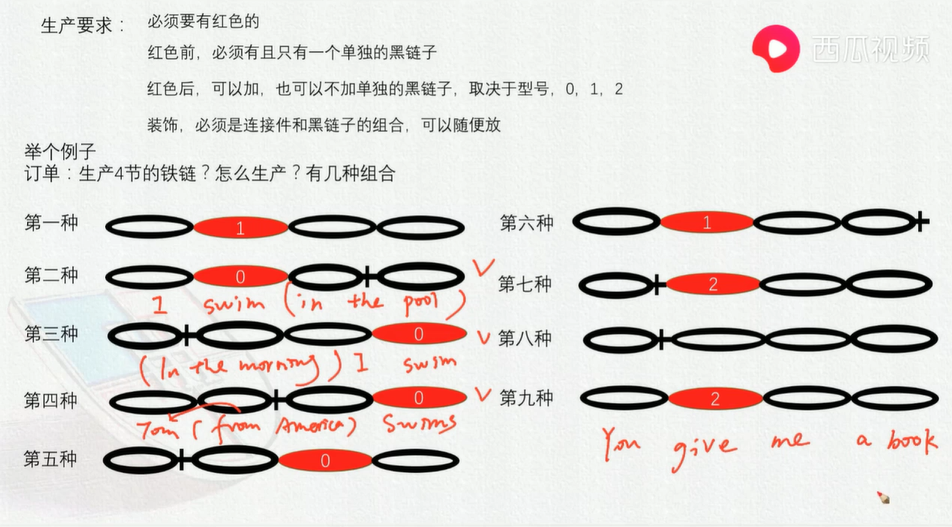 生产要求： 必须要有红色的
西瓜视频
红色前，必须有且只有一个单独的黑链子
红色后，可以加，也可以不加单独的黑链子，取决于型号，0，1，2
装饰，必须是连接件和黑链子的组合，可以随便放
举个例子
订单：生产4节的铁链？怎么生产？有几种组合
第一种 1
第二种 0
I swim (in the pool)
第三种 0
(In the morning) I swim
第四种 0
Tom (from America) swims
第五种 0
第六种 1
第七种 2
第八种
第九种 2
You give me a book